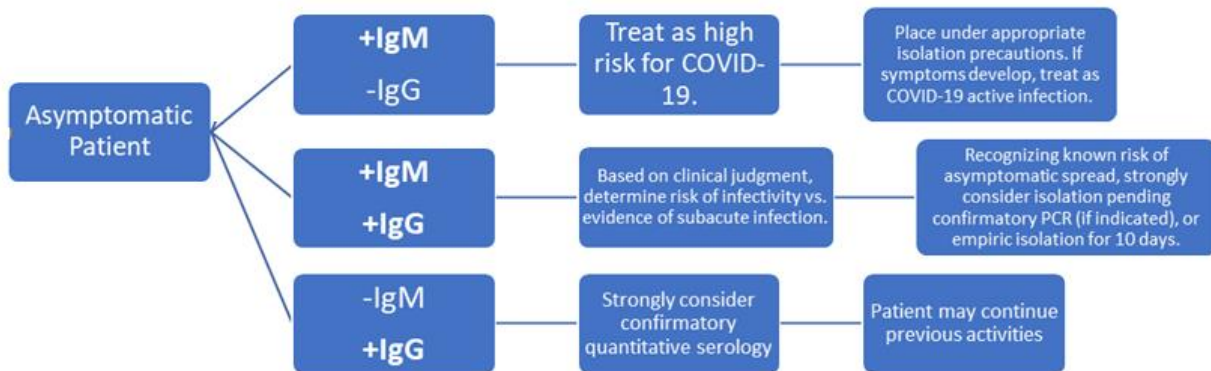 Asymptomatic
Patient
+IgM
-IgG
Treat as high
risk for COVID-
19.
Place under appropriate
isolation precautions. If
symptoms develop, treat as
COVID-19 active infection.
+IgM
+IgG
Based on clinical judgment,
determine risk of infectivity vs.
evidence of subacute infection.
Recognizing known risk of
asymptomatic spread, strongly
consider isolation pending
confirmatory PCR (if indicated), or
empiric isolation for 10 days.
-IgM
+IgG
Strongly consider
confirmatory
quantitative serology
Patient may continue
previous activities